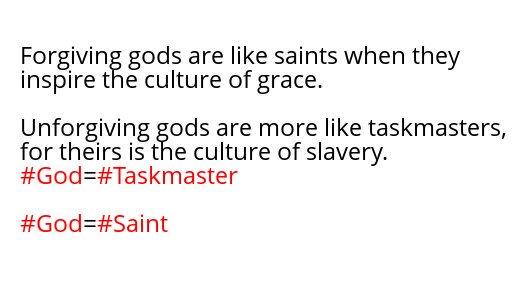 Forgiving gods are like saints when they
inspire the culture of grace.
Unforgiving gods are more like taskmasters,
for theirs is the culture of slavery.
#God=#Taskmaster
#God=#Saint